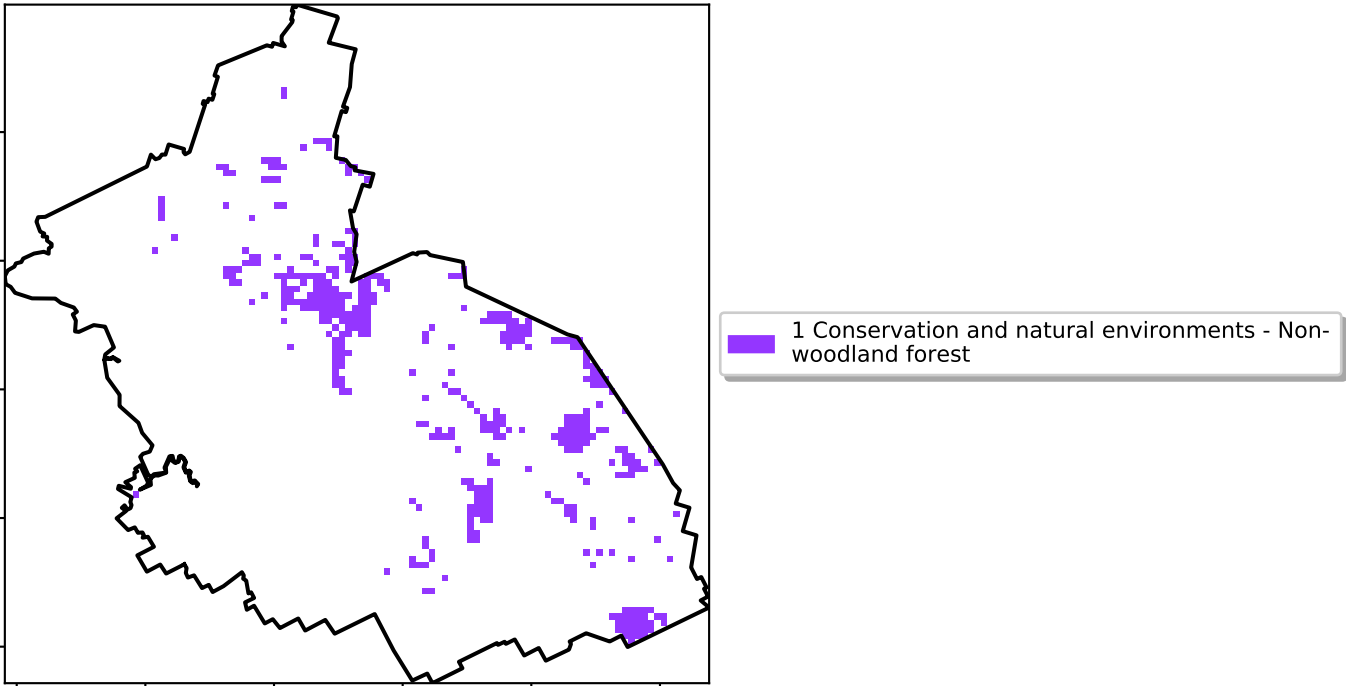 1 Conservation and natural environments - Non-
woodland forest